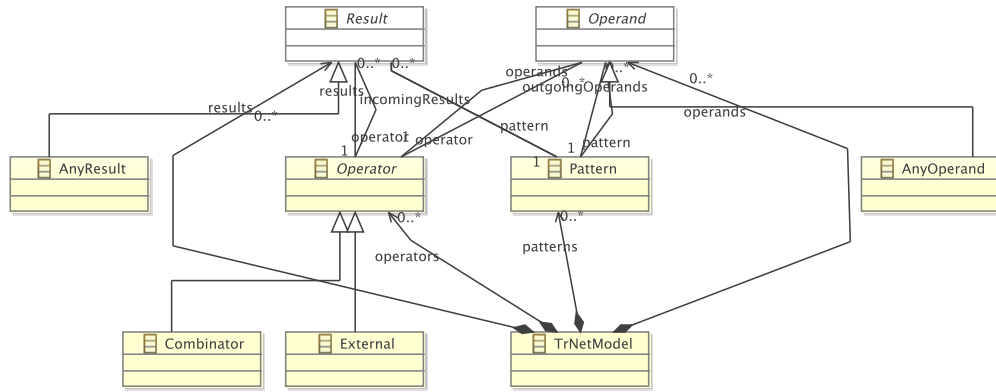 Result
Operand
0..*
0..*
operands
0..*
0..*
0..*
results
incomingResults
outgoingOperands
results
0..*
operands
pattern
operator
1
operator
pattern
1
1
1
AnyResult
Operator
Pattern
AnyOperand
0..*
0..*
operators
patterns
Combinator
External
TrNetModel